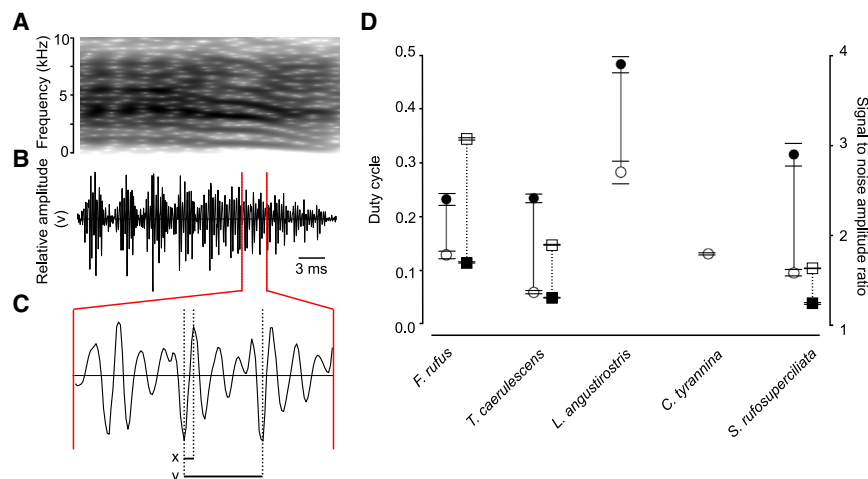 A
Frequency (kHz)
10
5
0
B
Relative amplitude
(v)
3 ms
C
x
y
D
Duty cycle
0.5
0.4
0.3
0.2
0.1
0.0
Signal to noise amplitude ratio
4
3
2
1
F. rufus
T. caerulescens
L. angustirostris
C. tyrannina
S. rufosuperciliata